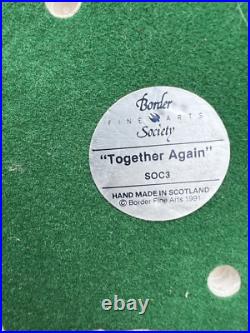 Border
FINE ARTS
Society
"Together Again"
SOC3
HAND MADE IN SCOTLAND
© Border Fine Arts 1991